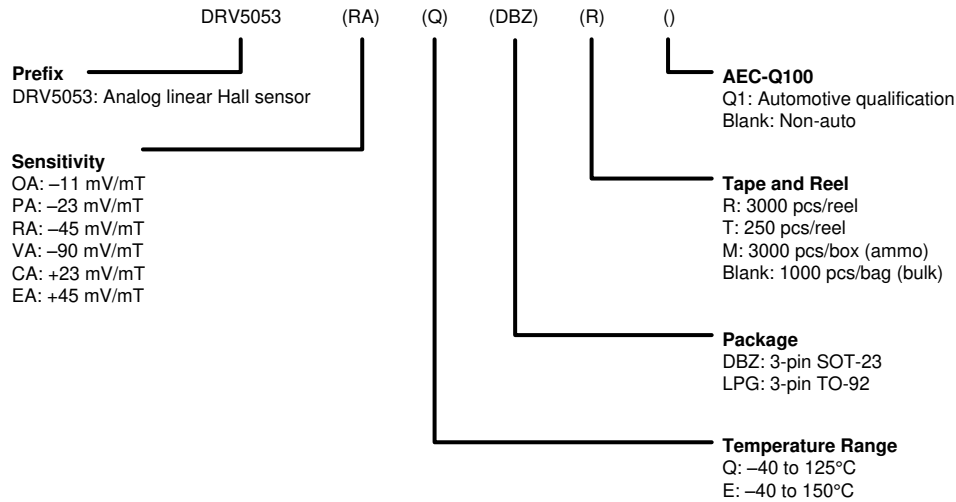 DRV5053 (RA) (Q) (DBZ) (R) ()
Prefix
DRV5053: Analog linear Hall sensor
AEC-Q100
Q1: Automotive qualification
Blank: Non-auto
Sensitivity
OA: –11 mV/mT
PA: –23 mV/mT
RA: –45 mV/mT
VA: –90 mV/mT
CA: +23 mV/mT
EA: +45 mV/mT
Tape and Reel
R: 3000 pcs/reel
T: 250 pcs/reel
M: 3000 pcs/box (ammo)
Blank: 1000 pcs/bag (bulk)
Package
DBZ: 3-pin SOT-23
LPG: 3-pin TO-92
Temperature Range
Q: –40 to 125°C
E: –40 to 150°C